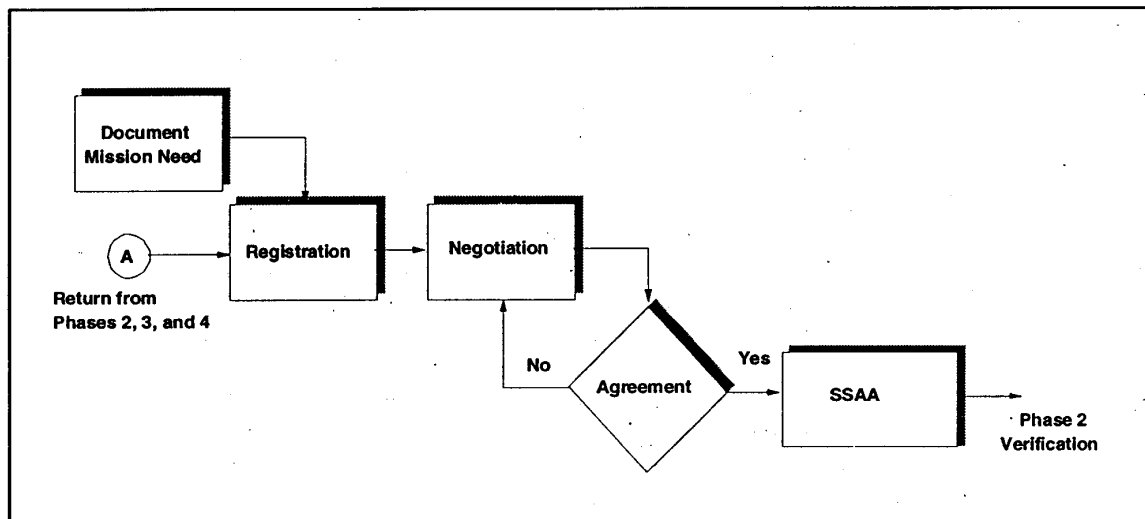 Document
Mission Need
A
Registration
Negotiation
Return from
Phases 2, 3, and 4
No
Agreement
Yes
SSAA
Phase 2
Verification